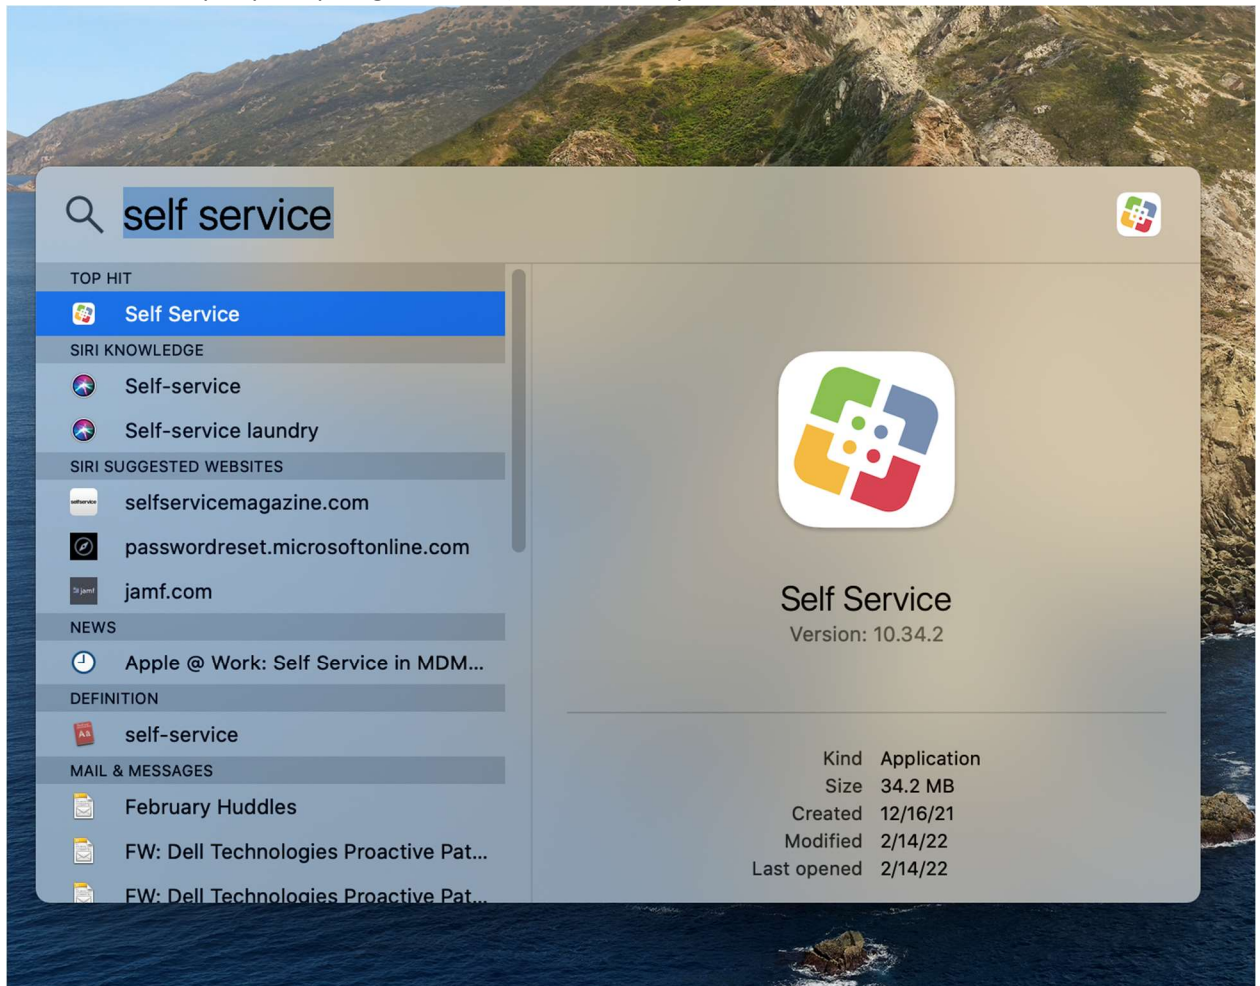 self service
TOP HIT
Self Service
SIRI KNOWLEDGE
Self-service
Self-service laundry
SIRI SUGGESTED WEBSITES
selfservice
selfservicemagazine.com
passwordreset.microsoftonline.com
jamf
jamf.com
NEWS
Apple @ Work: Self Service in MDM...
DEFINITION
Aa
self-service
MAIL & MESSAGES
February Huddles
FW: Dell Technologies Proactive Pat...
FW: Dell Technologies Proactive Pat...
Self Service
Version: 10.34.2
Kind Application
Size 34.2 MB
Created 12/16/21
Modified 2/14/22
Last opened 2/14/22